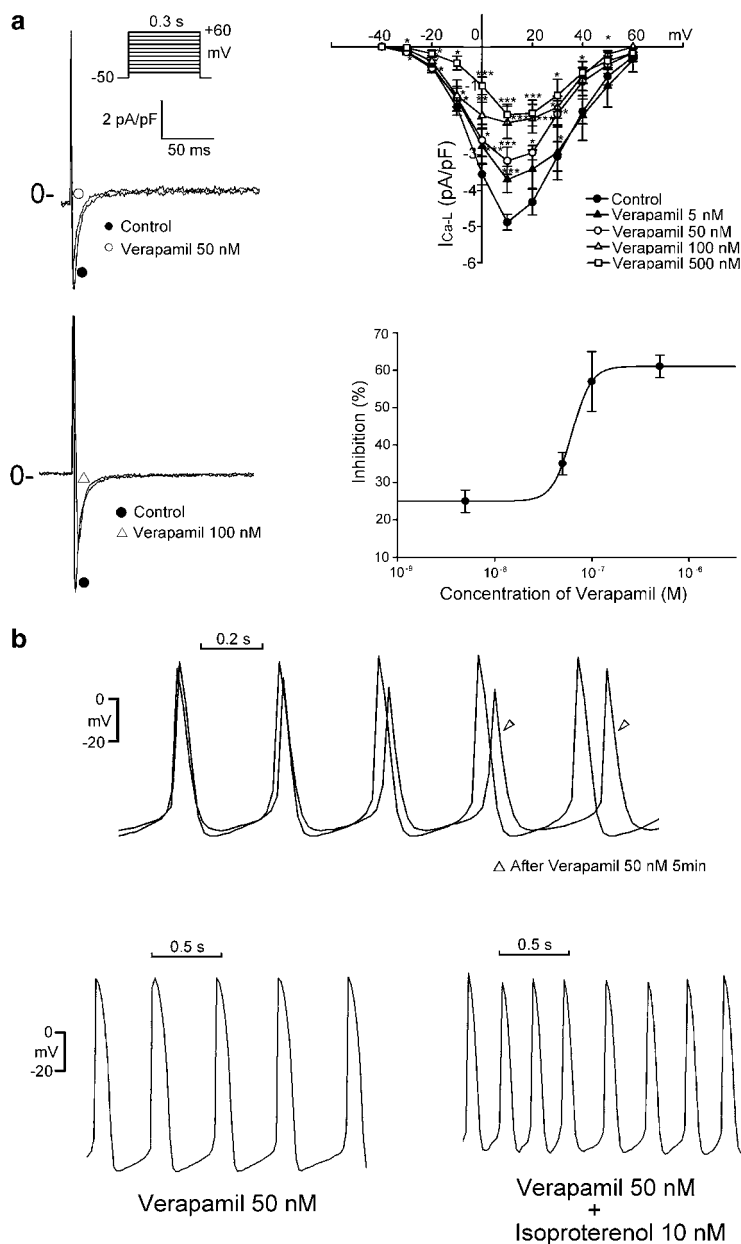 a
0.3 s
+60
mV
-50
2 pA/pF
50 ms
0-
● Control
○ Verapamil 50 nM
-40 -20 0 20 40 60 mV
-1
-3
-4
-5
-6
I Ca-L (pA/pF)
Control
Verapamil 5 nM
Verapamil 50 nM
Verapamil 100 nM
Verapamil 500 nM
0-
● Control
△ Verapamil 100 nM
70
60
50
40
30
20
10
Inhibition (%)
10⁻⁹ 10⁻⁸ 10⁻⁷ 10⁻⁶
Concentration of Verapamil (M)
b
0.2 s
0
mV
-20
△ After Verapamil 50 nM 5min
0.5 s
0.5 s
0
mV
-20
Verapamil 50 nM
Verapamil 50 nM
+
Isoproterenol 10 nM